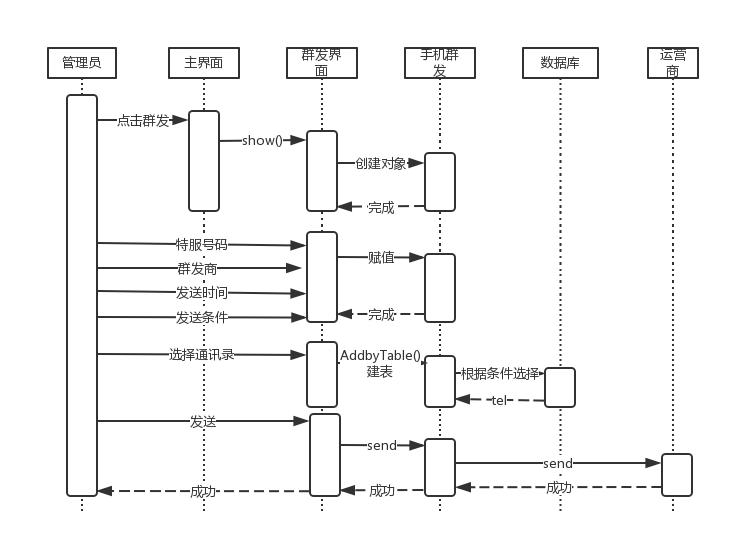 管理员
主界面
群发界
面
手机群
发
数据库
运营
商
点击群发
show()
创建对象
完成
特服号码
赋值
群发商
发送时间
发送条件
完成
选择通讯录
AddbyTable()
建表
根据条件选择
tel
发送
send
send
成功
成功
成功